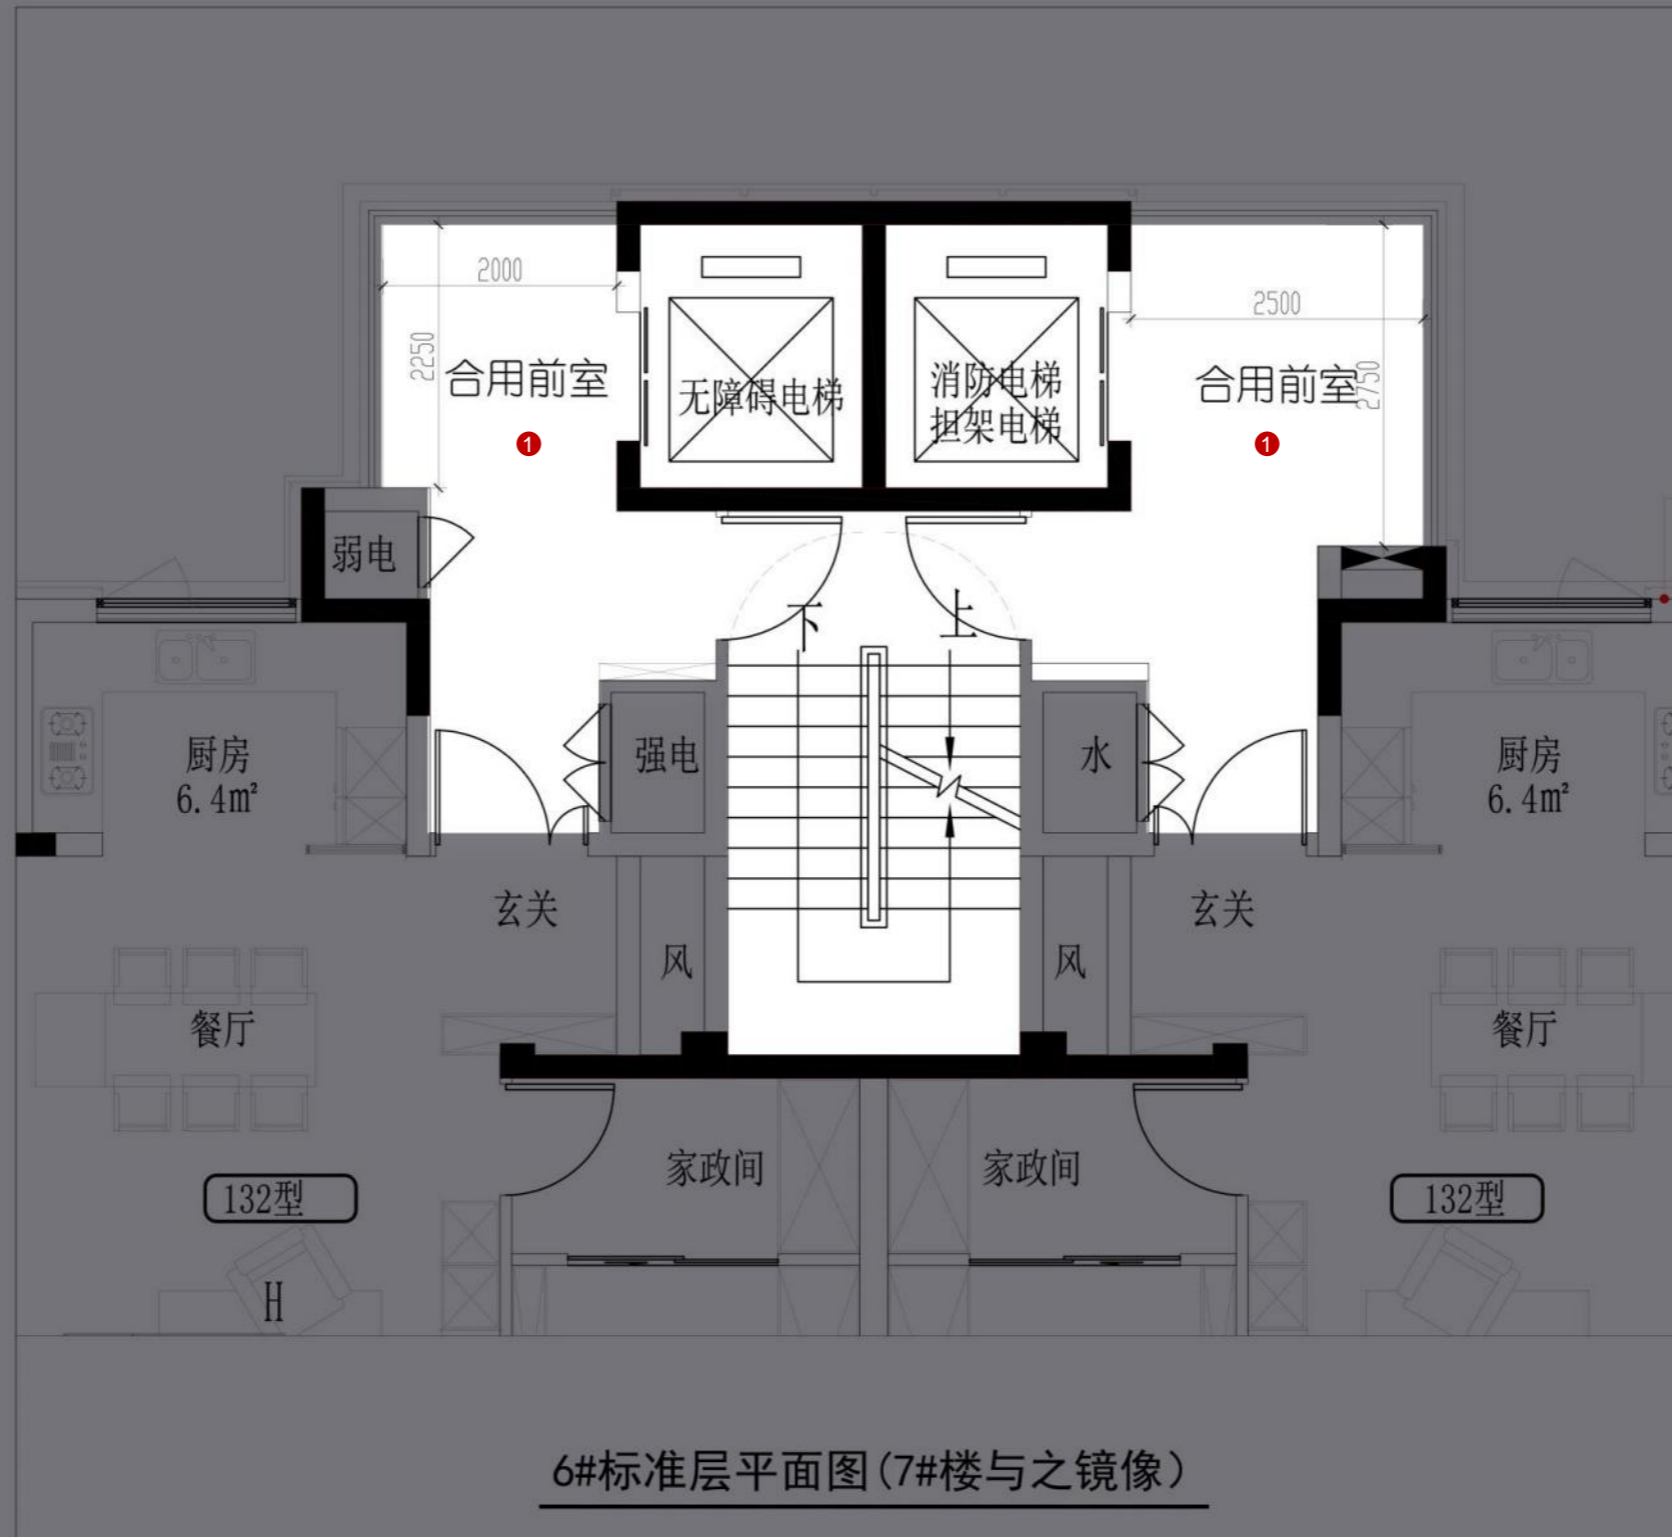 2000
2500
2250
合用前室
无障碍电梯
消防电梯
担架电梯
合用前室
2750
1
1
弱电
下
上
厨房
6.4m²
强电
水
厨房
6.4m²
玄关
玄关
风
风
餐厅
餐厅
家政间
家政间
132型
132型
H
6#标准层平面图(7#楼与之镜像)